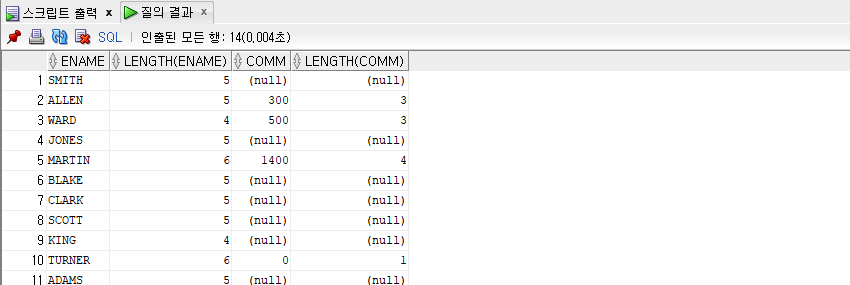 스크립트 출력 x 질의 결과 x
SQL | 인출된 모든 행: 14(0,004초)
ENAME LENGTH(ENAME) COMM LENGTH(COMM)
1 SMITH 5 (null) (null)
2 ALLEN 5 300 3
3 WARD 4 500 3
4 JONES 5 (null) (null)
5 MARTIN 6 1400 4
6 BLAKE 5 (null) (null)
7 CLARK 5 (null) (null)
8 SCOTT 5 (null) (null)
9 KING 4 (null) (null)
10 TURNER 6 0 1
11 ADAMS 5 (null) (null)